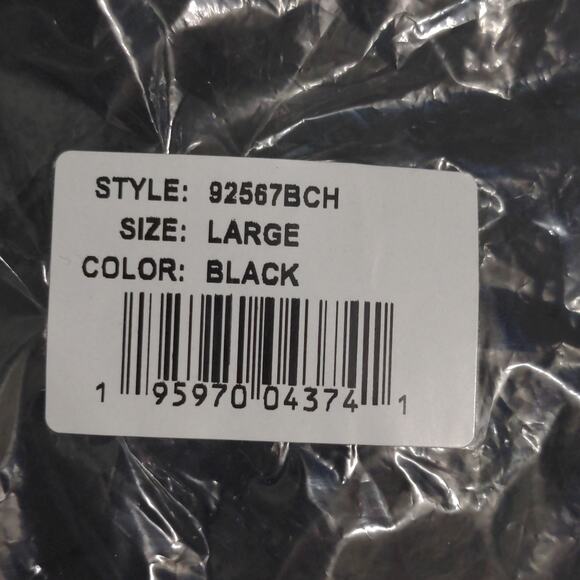 STYLE: 92567BCH
SIZE: LARGE
COLOR: BLACK
1 95970 04374 1